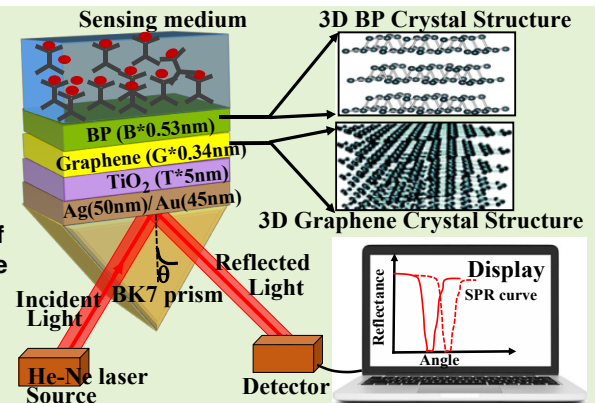 Sensing medium
3D BP Crystal Structure
BP (B*0.53nm)
Graphene (G*0.34nm)
TiO₂ (T*5nm)
Ag(50nm)/Au(45nm)
3D Graphene Crystal Structure
f
e
θ
Incident
Light
BK7 prism
Reflected
Light
He-Ne laser
Source
Detector
Display
SPR curve
Reflectance
Angle